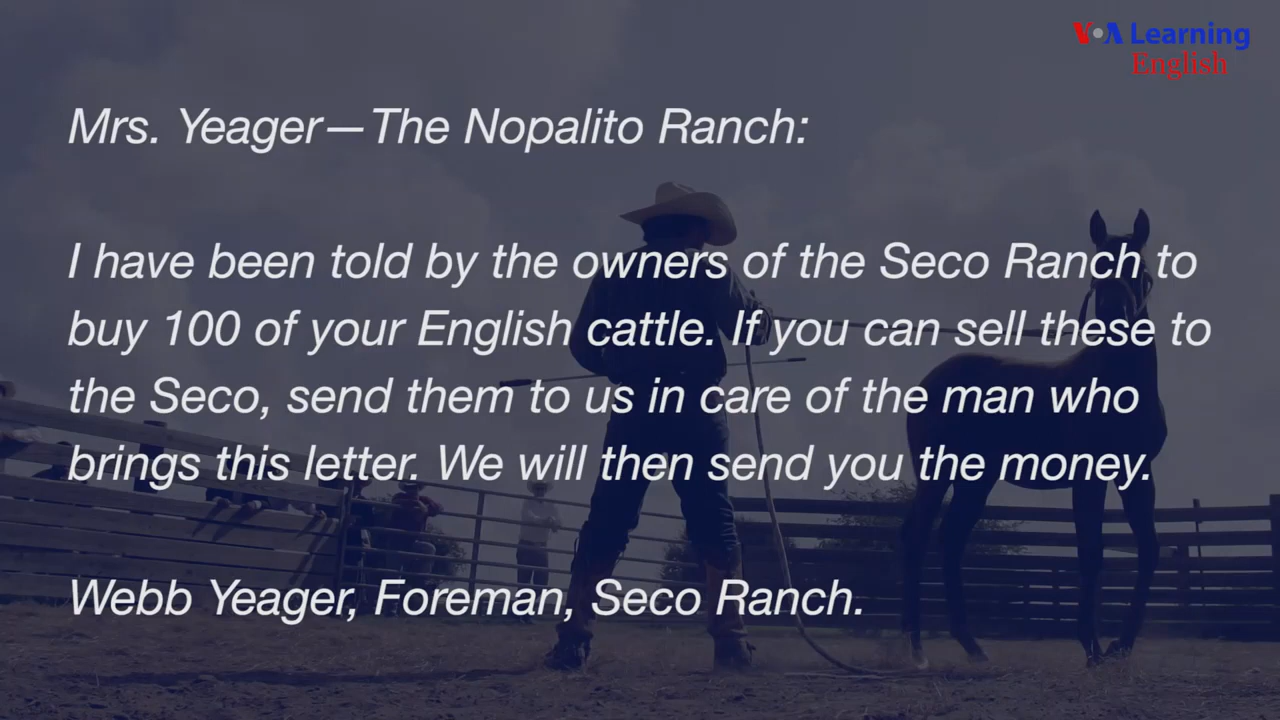 VOA Learning
English
Mrs. Yeager—The Nopalito Ranch:
I have been told by the owners of the Seco Ranch to
buy 100 of your English cattle. If you can sell these to
the Seco, send them to us in care of the man who
brings this letter. We will then send you the money.
Webb Yeager, Foreman, Seco Ranch.